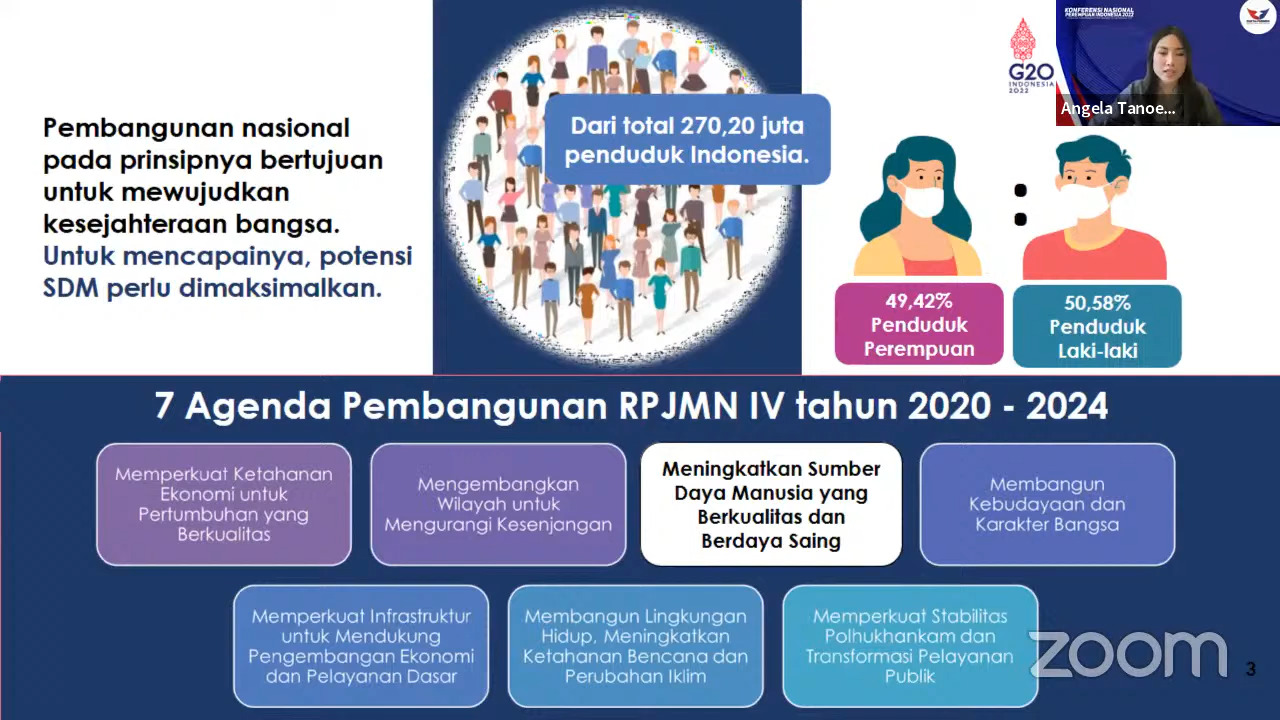 Pembangunan nasional
pada prinsipnya bertujuan
untuk mewujudkan
kesejahteraan bangsa.
Untuk mencapainya, potensi
SDM perlu dimaksimalkan.
Dari total 270,20 juta
penduduk Indonesia.
G20
INDONESIA
2022
KONFERENSI NASIONAL
PEREMPUAN INDONESIA 2022
Angela Tanoe...
:
49,42%
Penduduk
Perempuan
50,58%
Penduduk
Laki-laki
7 Agenda Pembangunan RPJMN IV tahun 2020 - 2024
Memperkuat Ketahanan
Ekonomi untuk
Pertumbuhan yang
Berkualitas
Mengembangkan
Wilayah untuk
Mengurangi Kesenjangan
Meningkatkan Sumber
Daya Manusia yang
Berkualitas dan
Berdaya Saing
Membangun
Kebudayaan dan
Karakter Bangsa
Memperkuat Infrastruktur
untuk Mendukung
Pengembangan Ekonomi
dan Pelayanan Dasar
Membangun Lingkungan
Hidup, Meningkatkan
Ketahanan Bencana dan
Perubahan Iklim
Memperkuat Stabilitas
Polhukhankam dan
Transformasi Pelayanan
Publik
zoom
3